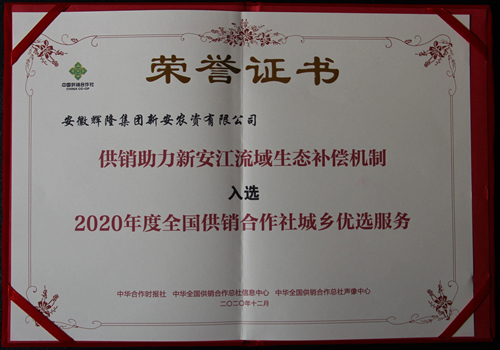 中国供销合作社
CHINA CO-OP
荣誉证书
安徽辉隆集团新安农资有限公司
供销助力新安江流域生态补偿机制
入选
2020年度全国供销合作社城乡优选服务
中华合作时报社 中华全国供销合作总社信息中心 中华全国供销合作总社声像中心
二〇二〇年十二月